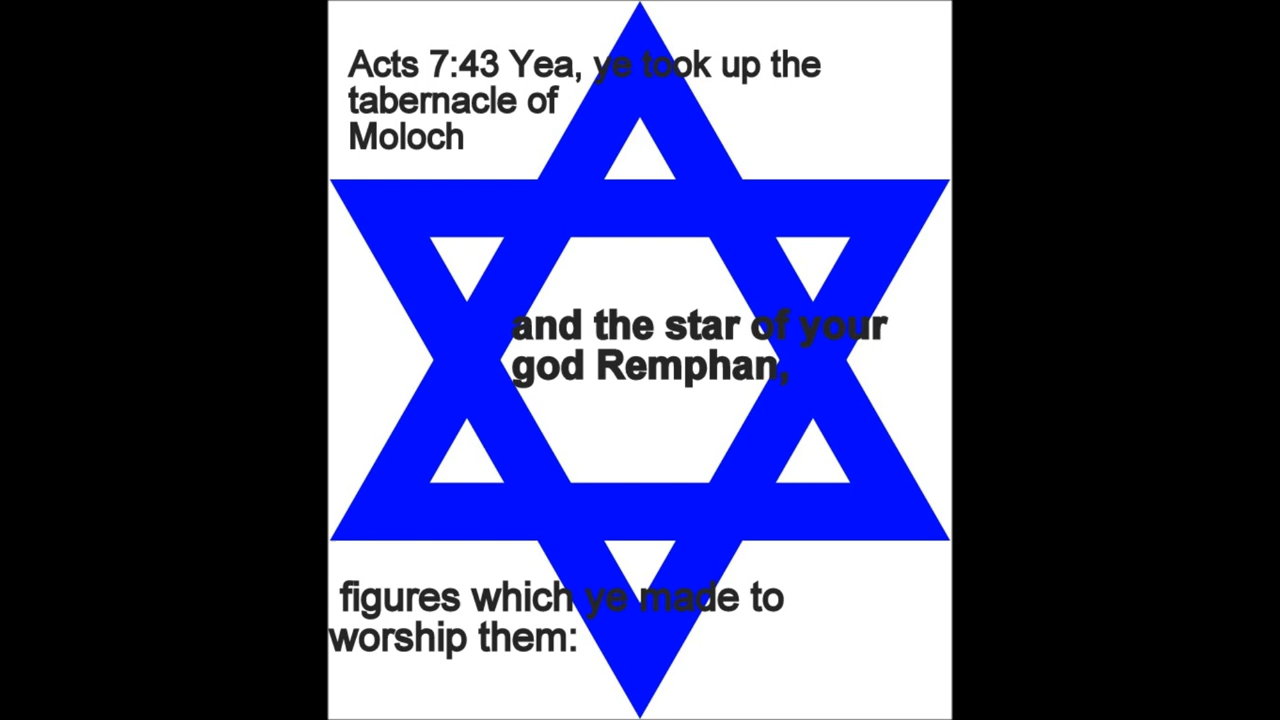 Acts 7:43 Yea, ye took up the
tabernacle of
Moloch
and the star of your
god Remphan,
figures which ye made to
worship them: